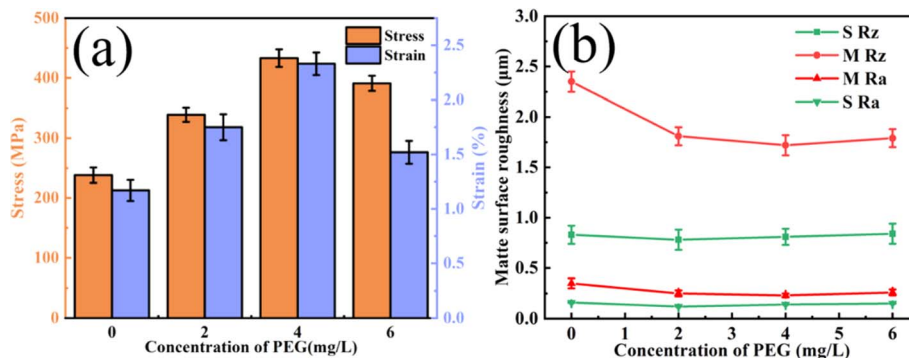 (a)
Stress
Strain
500
400
300
200
100
0
Stress (MPa)
2.5
2.0
1.5
1.0
0.5
0.0
Strain (%)
0 2 4 6
Concentration of PEG(mg/L)
(b)
S Rz
M Rz
M Ra
S Ra
3.0
2.5
2.0
1.5
1.0
0.5
0.0
Matte surface roughness (μm)
0 1 2 3 4 5 6
Concentration of PEG (mg/L)